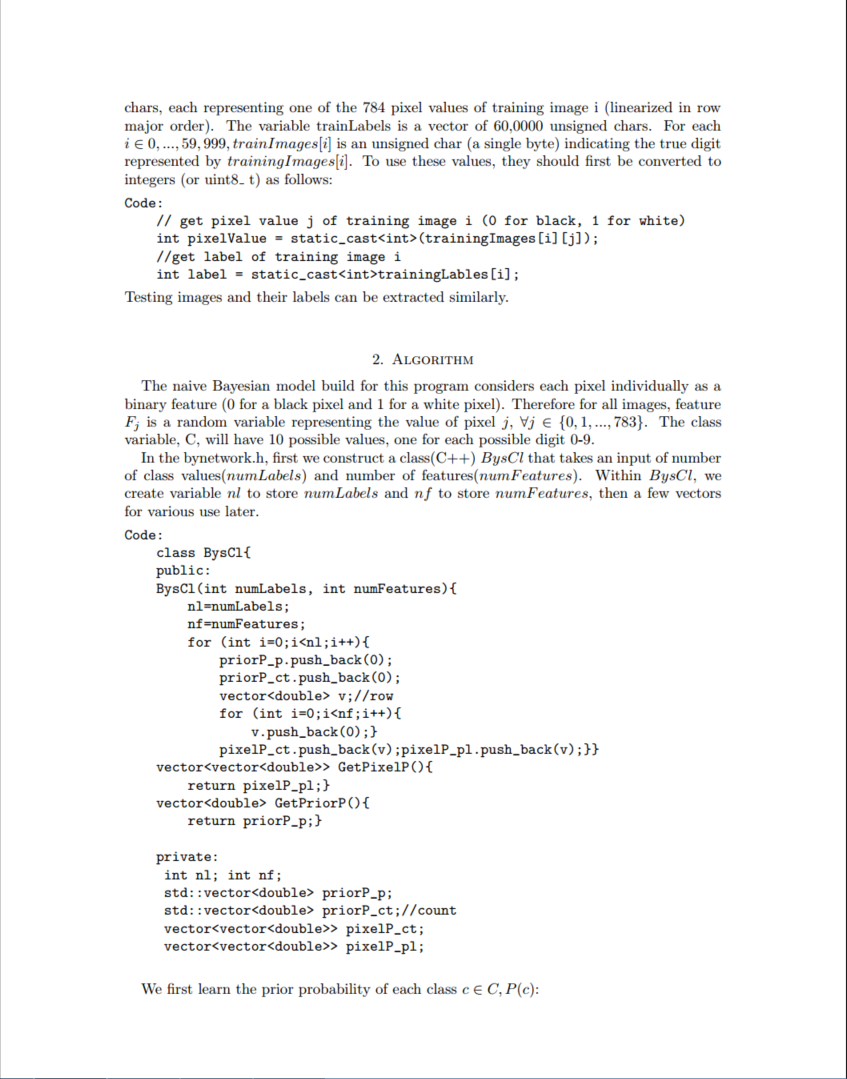 chars, each representing one of the 784 pixel values of training image i (linearized in row
major order). The variable trainLabels is a vector of 60,0000 unsigned chars. For each
i ∈ 0, ..., 59, 999, trainImages[i] is an unsigned char (a single byte) indicating the true digit
represented by trainingImages[i]. To use these values, they should first be converted to
integers (or uint8_ t) as follows:
Code:
// get pixel value j of training image i (0 for black, 1 for white)
int pixelValue = static_cast<int>(trainingImages[i][j]);
//get label of training image i
int label = static_cast<int>trainingLables[i];
Testing images and their labels can be extracted similarly.
2. Algorithm
The naive Bayesian model build for this program considers each pixel individually as a
binary feature (0 for a black pixel and 1 for a white pixel). Therefore for all images, feature
F_j is a random variable representing the value of pixel j, ∀j ∈ {0, 1, ..., 783}. The class
variable, C, will have 10 possible values, one for each possible digit 0-9.
In the bynetwork.h, first we construct a class(C++) BysCl that takes an input of number
of class values(numLabels) and number of features(numFeatures). Within BysCl, we
create variable nl to store numLabels and nf to store numFeatures, then a few vectors
for various use later.
Code:
class BysCl{
public:
BysCl(int numLabels, int numFeatures){
nl=numLabels;
nf=numFeatures;
for (int i=0;i<nl;i++){
priorP_p.push_back(0);
priorP_ct.push_back(0);
vector<double> v;//row
for (int i=0;i<nf;i++){
v.push_back(0);}
pixelP_ct.push_back(v);pixelP_pl.push_back(v);}}
vector<vector<double>> GetPixelP(){
return pixelP_pl;}
vector<double> GetPriorP(){
return priorP_p;}
private:
int nl; int nf;
std::vector<double> priorP_p;
std::vector<double> priorP_ct;//count
vector<vector<double>> pixelP_ct;
vector<vector<double>> pixelP_pl;
We first learn the prior probability of each class c ∈ C, P(c):